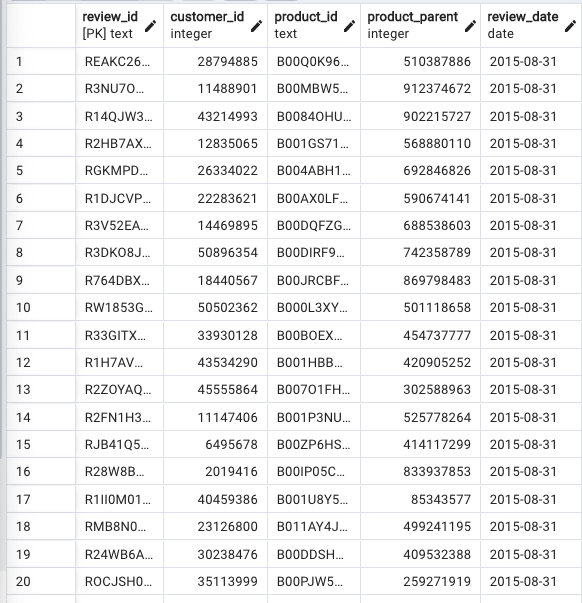 review_id customer_id product_id product_parent review_date
[PK] text integer text integer date
1 REAKC26... 28794885 B00Q0K96... 510387886 2015-08-31
2 R3NU7O... 11488901 B00MBW5... 912374672 2015-08-31
3 R14QJW3... 43214993 B0084OHU... 902215727 2015-08-31
4 R2HB7AX... 12835065 B001GS71... 568880110 2015-08-31
5 RGKMPD... 26334022 B004ABH1... 692846826 2015-08-31
6 R1DJCVP... 22283621 B00AX0LF... 590674141 2015-08-31
7 R3V52EA... 14469895 B00DQFZG... 688538603 2015-08-31
8 R3DKO8J... 50896354 B00DIRF9... 742358789 2015-08-31
9 R764DBX... 18440567 B00JRCBF... 869798483 2015-08-31
10 RW1853G... 50502362 B000L3XY... 501118658 2015-08-31
11 R33GITX... 33930128 B00BOEX... 454737777 2015-08-31
12 R1H7AV... 43534290 B001HBB... 420905252 2015-08-31
13 R2ZOYAQ... 45555864 B007O1FH... 302588963 2015-08-31
14 R2FN1H3... 11147406 B001P3NU... 525778264 2015-08-31
15 RJB41Q5... 6495678 B00ZP6HS... 414117299 2015-08-31
16 R28W8B... 2019416 B00IP05C... 833937853 2015-08-31
17 R1II0M01... 40459386 B001U8Y5... 85343577 2015-08-31
18 RMB8N0... 23126800 B011AY4J... 499241195 2015-08-31
19 R24WB6A... 30238476 B00DDSH... 409532388 2015-08-31
20 ROCJSH0... 35113999 B00PJW5... 259271919 2015-08-31